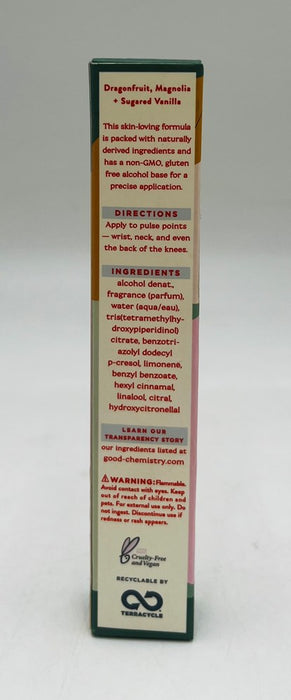 Dragonfruit, Magnolia
+ Sugared Vanilla
This skin-loving formula
is packed with naturally
derived ingredients and
has a non-GMO, gluten
free alcohol base for a
precise application.
DIRECTIONS
Apply to pulse points
— wrist, neck, and even
the back of the knees.
INGREDIENTS
alcohol denat.,
fragrance (parfum),
water (aqua/eau),
tris(tetramethylhy-
droxypiperidinol)
citrate, benzotri-
azolyl dodecyl
p-cresol, limonene,
benzyl benzoate,
hexyl cinnamal,
linalool, citral,
hydroxycitronellal
LEARN OUR
TRANSPARENCY STORY
our ingredients listed at
good-chemistry.com
WARNING: Flammable.
Avoid contact with eyes. Keep
out of reach of children and
pets. For external use only. Do
not ingest. Discontinue use if
redness or rash appears.
Cruelty-Free
and Vegan
RECYCLABLE BY
TERRACYCLE